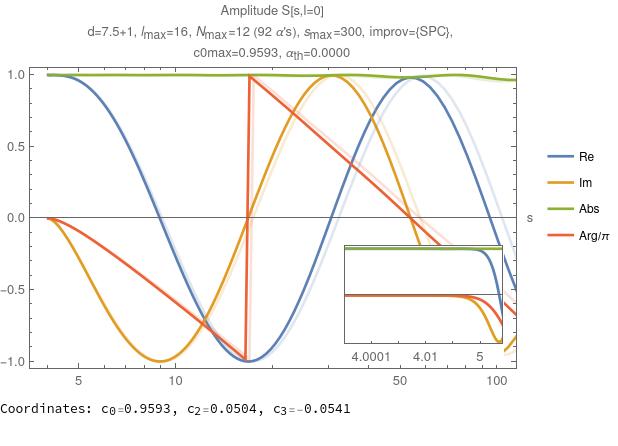 Amplitude S[s,l=0]
d=7.5+1, lmax=16, Nmax=12 (92 α's), smax=300, improv={SPC},
c0max=0.9593, αth=0.0000
1.0
0.5
0.0
−0.5
−1.0
s
5
10
50
100
4.0001
4.01
5
Re
Im
Abs
Arg/π
Coordinates: c0=0.9593, c2=0.0504, c3=-0.0541